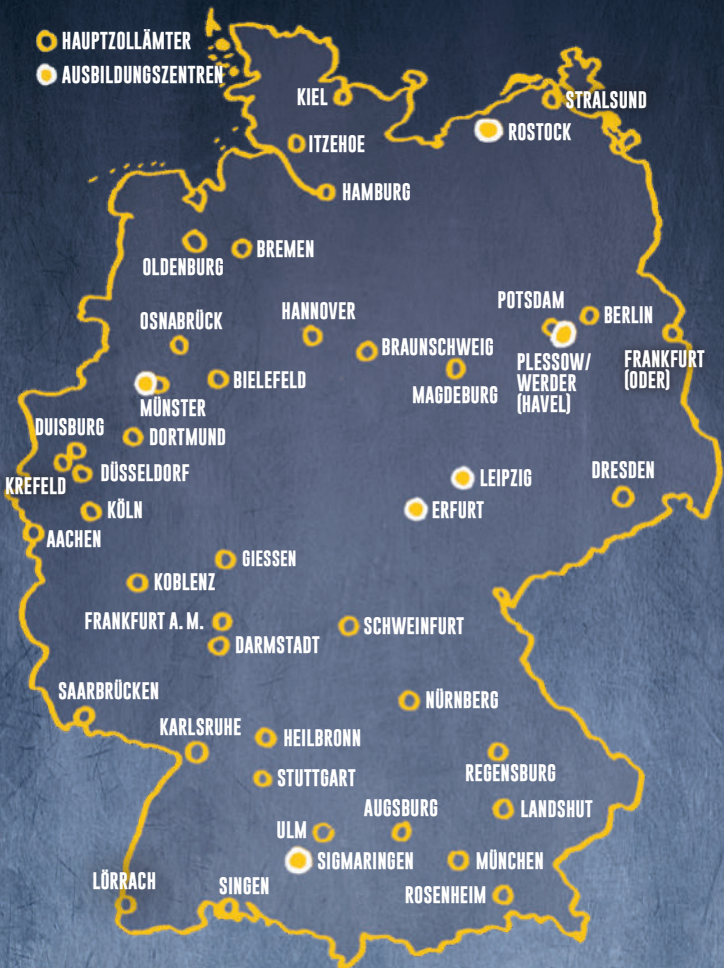 HAUPTZOLLÄMTER
AUSBILDUNGSZENTREN
KIEL
STRALSUND
ROSTOCK
ITZEHOE
HAMBURG
BREMEN
OLDENBURG
POTSDAM
HANNOVER
BERLIN
OSNABRÜCK
BRAUNSCHWEIG
PLESSOW/
WERDER
(HAVEL)
FRANKFURT
(ODER)
BIELEFELD
MAGDEBURG
MÜNSTER
DUISBURG
DORTMUND
DÜSSELDORF
KREFELD
LEIPZIG
DRESDEN
KÖLN
ERFURT
AACHEN
GIESSEN
KOBLENZ
FRANKFURT A. M.
SCHWEINFURT
DARMSTADT
SAARBRÜCKEN
NÜRNBERG
KARLSRUHE
HEILBRONN
REGENSBURG
STUTTGART
AUGSBURG
LANDSHUT
ULM
SIGMARINGEN
MÜNCHEN
LÖRRACH
SINGEN
ROSENHEIM